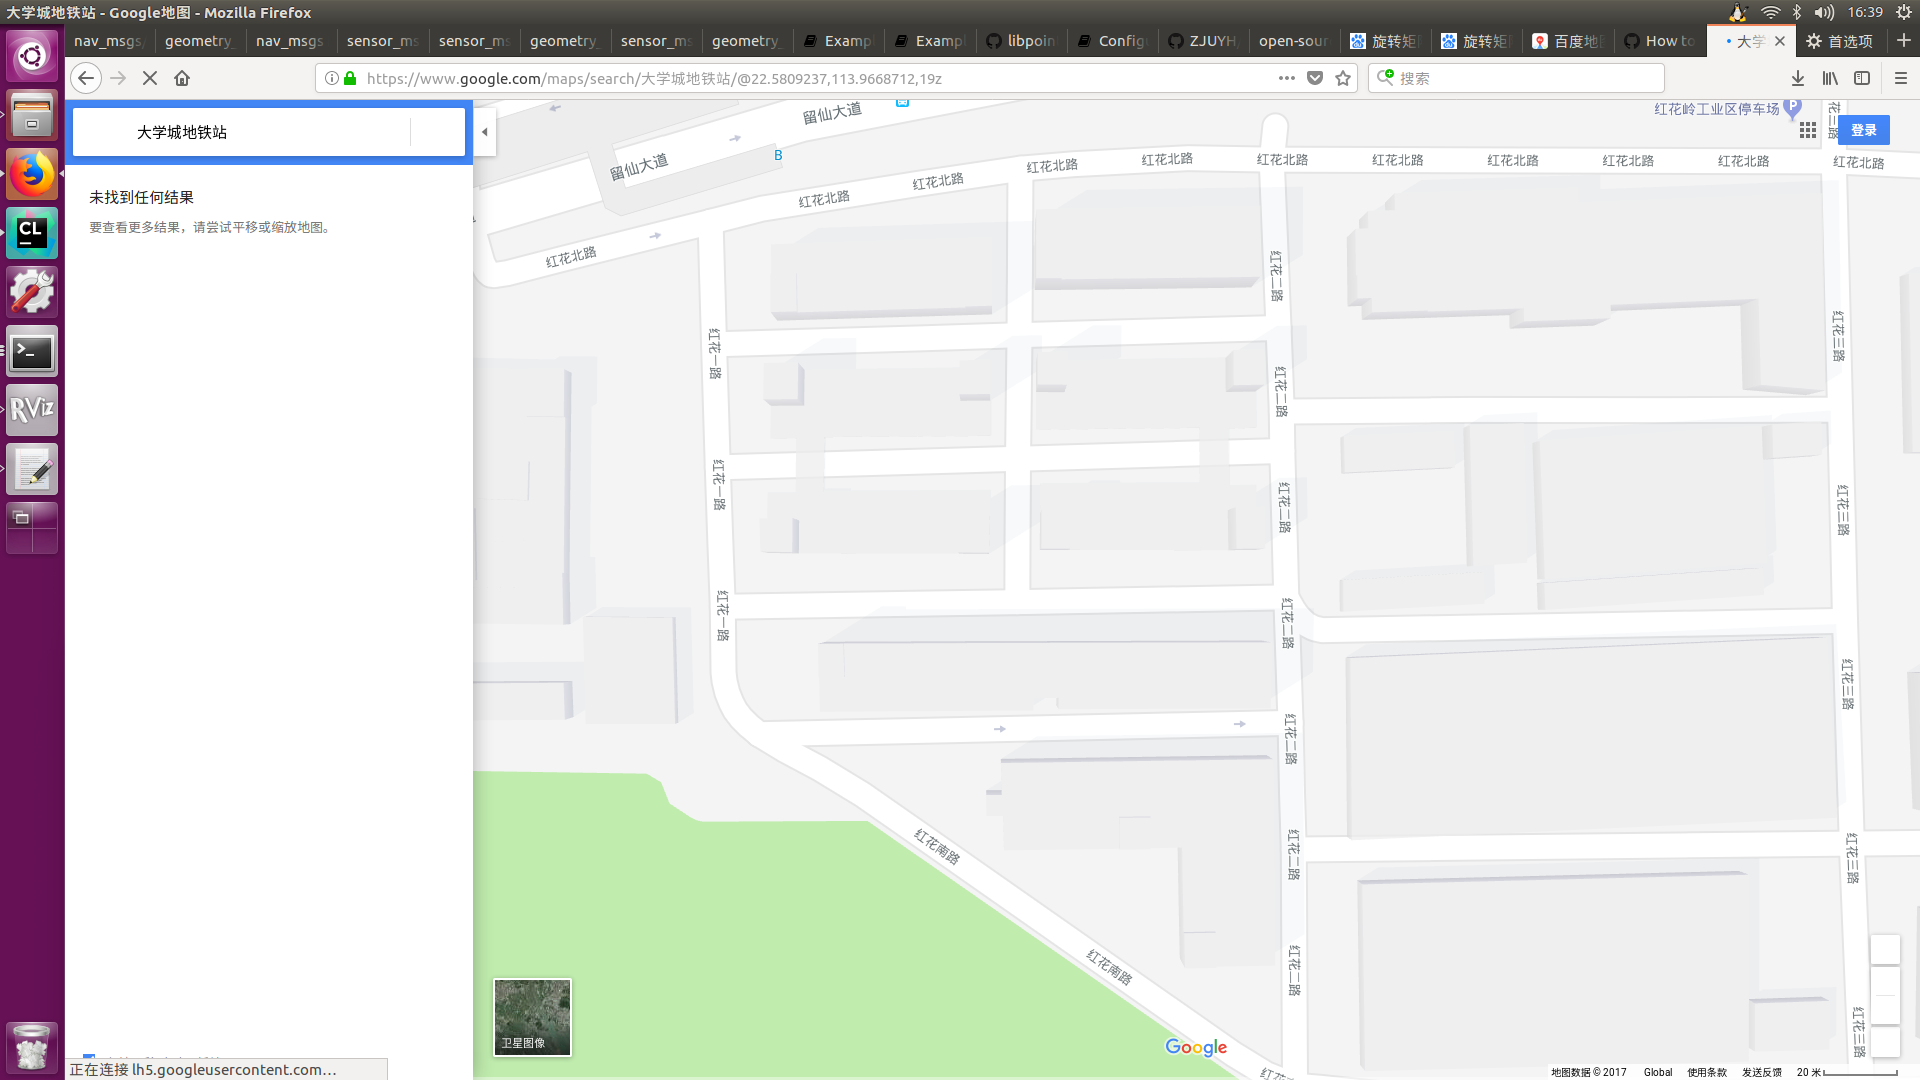 大学城地铁站 - Google地图 - Mozilla Firefox
16:39
nav_msgs
geometry_
nav_msgs
sensor_ms
sensor_ms
geometry_
sensor_ms
geometry_
Examp
Examp
libpoin
Config
ZJUYH
open-sour
旋转矩
旋转矩
百度地
How to
大学
首选项
https://www.google.com/maps/search/大学城地铁站/@22.5809237,113.9668712,19z
搜索
大学城地铁站
未找到任何结果
要查看更多结果，请尝试平移或缩放地图。
留仙大道
留仙大道
B
红花岭工业区停车场
P
登录
红花北路
红花北路
红花北路
红花北路
红花北路
红花北路
红花北路
红花北路
红花北路
红花北路
红花北路
红花一路
红花一路
红花一路
红花二路
红花二路
红花二路
红花二路
红花二路
红花二路
红花二路
红花三路
红花三路
红花三路
红花三路
红花三路
红花三路
红花南路
红花南路
CL
RViz
卫星图像
Google
正在连接 lh5.googleusercontent.com…
地图数据 © 2017
Global
使用条款
发送反馈
20 米